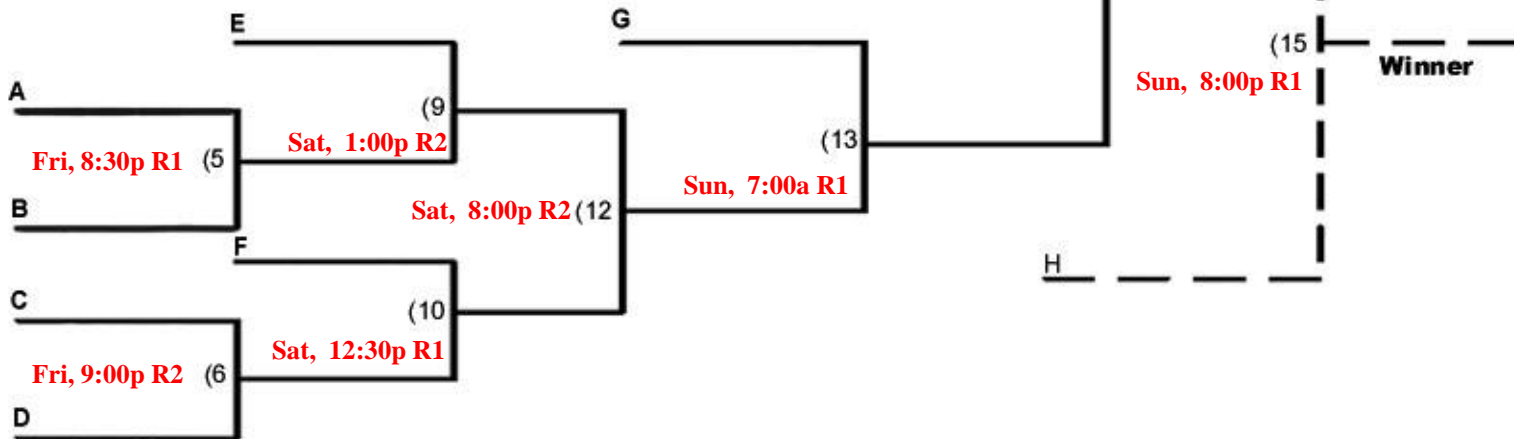 E
G
(15
Winner
Sun, 8:00p R1
A
(9
Sat, 1:00p R2
(13
Fri, 8:30p R1 (5
Sun, 7:00a R1
B
Sat, 8:00p R2 (12
F
H
C
(10
Sat, 12:30p R1
Fri, 9:00p R2 (6
D